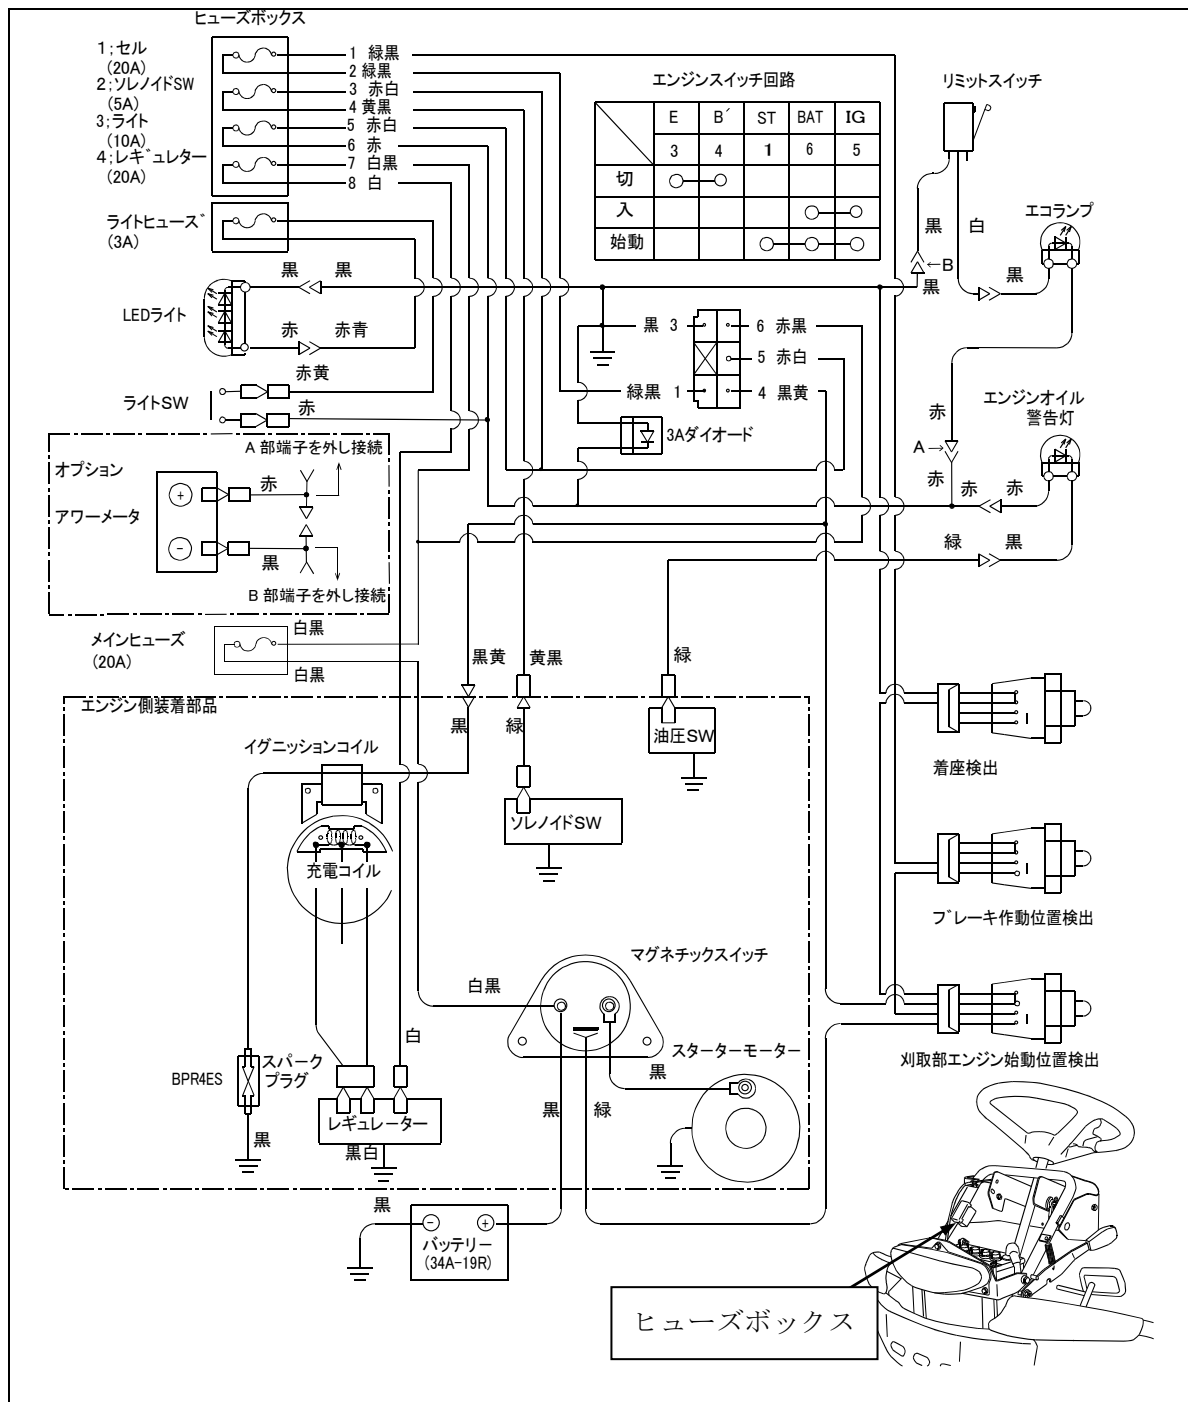 ヒューズボックス
1;セル
(20A)
2;ソレノイドSW
(5A)
3;ライト
(10A)
4;レギュレター
(20A)
1 緑黒
2 緑黒
3 赤白
4 黄黒
5 赤白
6 赤
7 白黒
8 白
ライトヒューズ
(3A)
エンジンスイッチ回路
E B´ ST BAT IG
3 4 1 6 5
切
入
始動
リミットスイッチ
黒 白
←B
黒
エコランプ
黒
黒 黒
LEDライト
赤 赤青
赤黄
ライトSW
赤
黒 3
6 赤黒
5 赤白
緑黒 1
4 黒黄
3Aダイオード
エンジンオイル
警告灯
赤
A→
赤
赤 赤
緑 黒
オプション
アワーメータ
A 部端子を外し接続
+ 赤
- 黒
B 部端子を外し接続
メインヒューズ
(20A)
白黒
白黒
黒黄 黄黒 緑
エンジン側装着部品
黒 緑
油圧SW
イグニッションコイル
ソレノイドSW
充電コイル
着座検出
ブレーキ作動位置検出
マグネチックスイッチ
白黒
白
スターターモーター
黒
刈取部エンジン始動位置検出
BPR4ES
スパーク
プラグ
黒
レギュレーター
黒白
黒 緑
黒
- +
バッテリー
(34A-19R)
ヒューズボックス